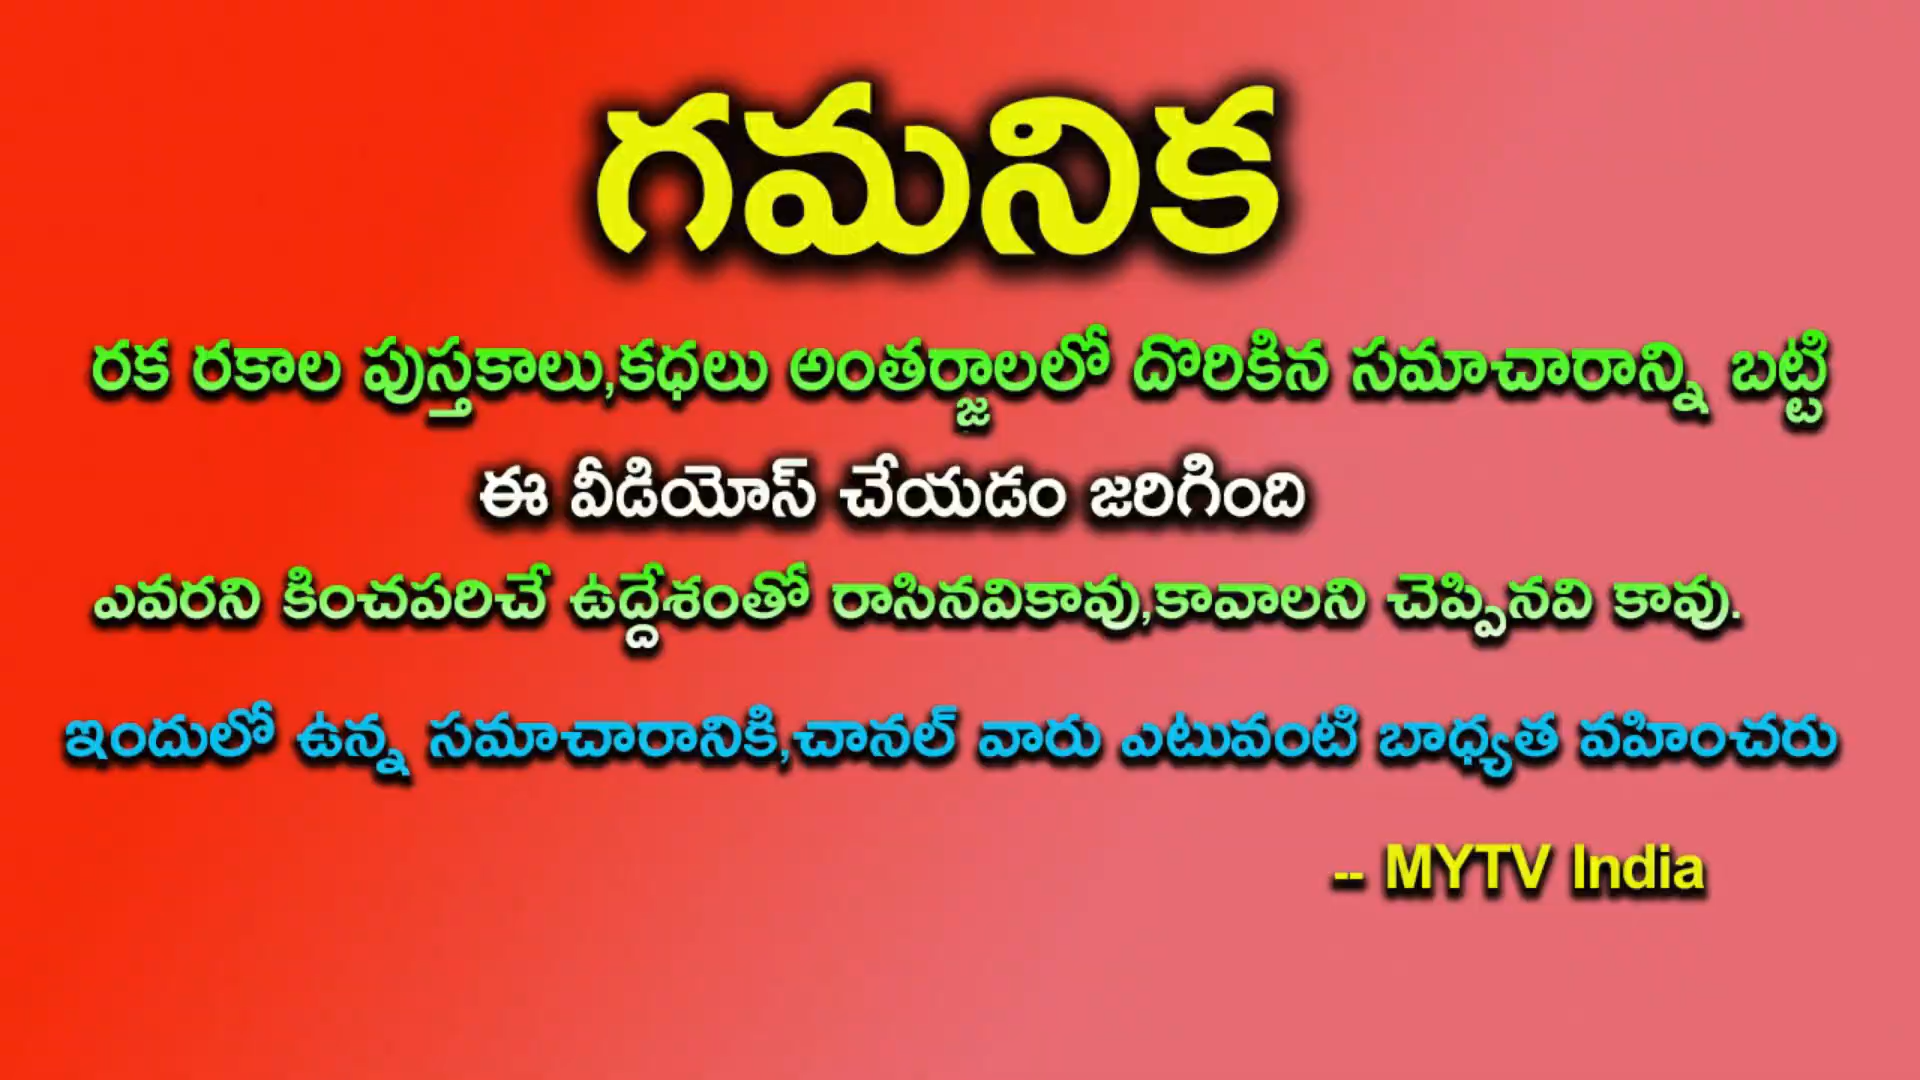 గమనిక
రక రకాల పుస్తకాలు,కధలు అంతర్జాలలో దొరికిన సమాచారాన్ని బట్టి
ఈ వీడియోస్ చేయడం జరిగింది
ఎవరని కించపరిచే ఉద్దేశంతో రాసినవికావు,కావాలని చెప్పినవి కావు.
ఇందులో ఉన్న సమాచారానికి,చానల్ వారు ఎటువంటి బాధ్యత వహించరు
-- MYTV India